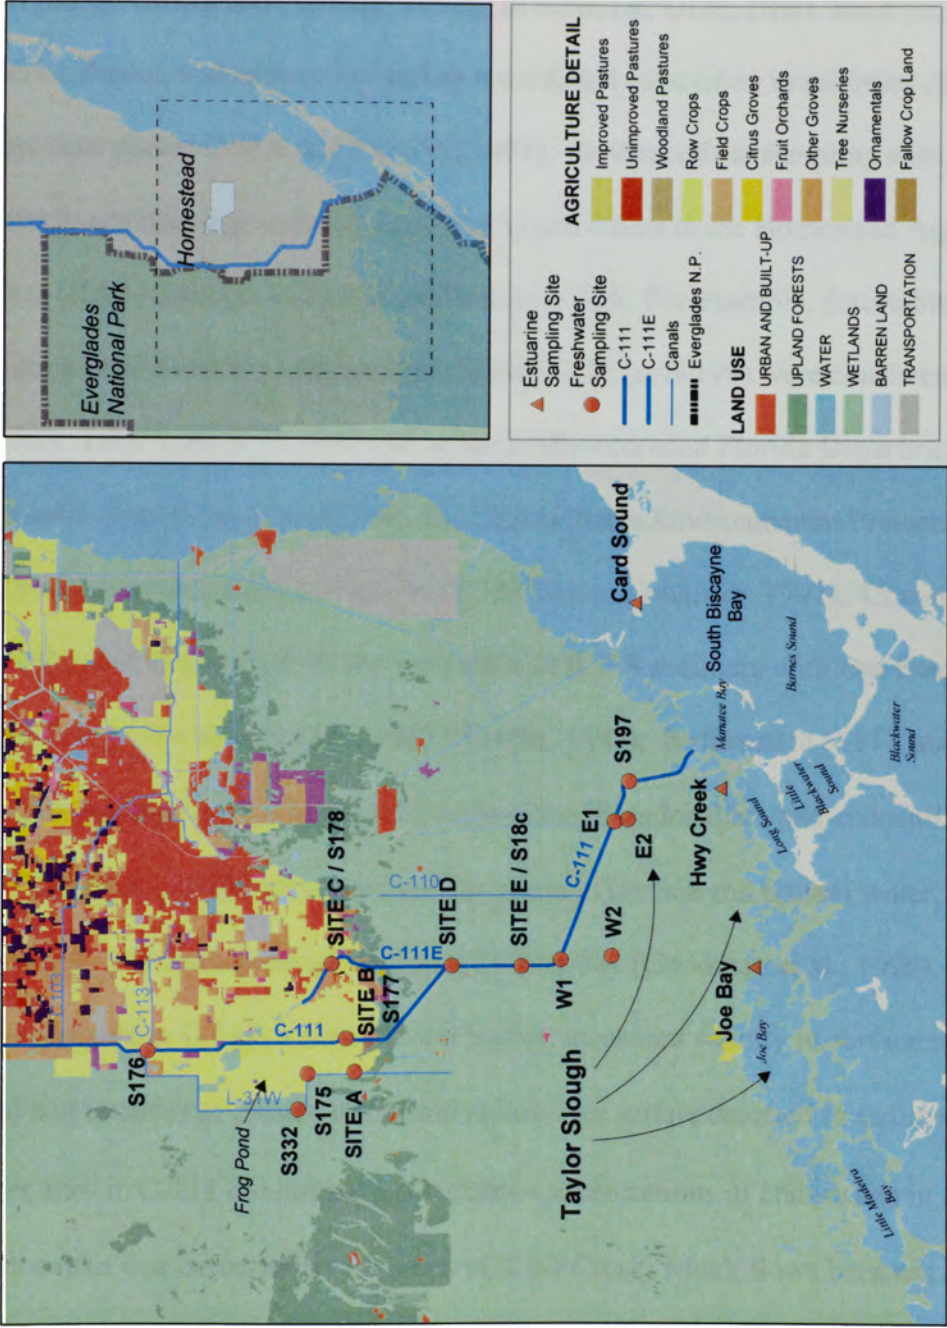 Everglades
National Park
Homestead
Estuarine
Sampling Site
Freshwater
Sampling Site
C-111
C-111E
Canals
Everglades N.P.
LAND USE
URBAN AND BUILT-UP
UPLAND FORESTS
WATER
WETLANDS
BARREN LAND
TRANSPORTATION
AGRICULTURE DETAIL
Improved Pastures
Unimproved Pastures
Woodland Pastures
Row Crops
Field Crops
Citrus Groves
Fruit Orchards
Other Groves
Tree Nurseries
Ornamentals
Fallow Crop Land
C-103
C-113
S176
C-111
L-31W
Frog Pond
S332
S175
SITE A
SITE B
S177
SITE C / S178
C-110
C-111E
SITE D
SITE E / S18c
W1
W2
C-111
E1
E2
S197
Taylor Slough
Card Sound
South Biscayne
Bay
Manatee Bay
Barnes Sound
Hwy Creek
Long Sound
Little
Blackwater
Sound
Blackwater
Sound
Joe Bay
Joe Bay
Little Madeira
Bay